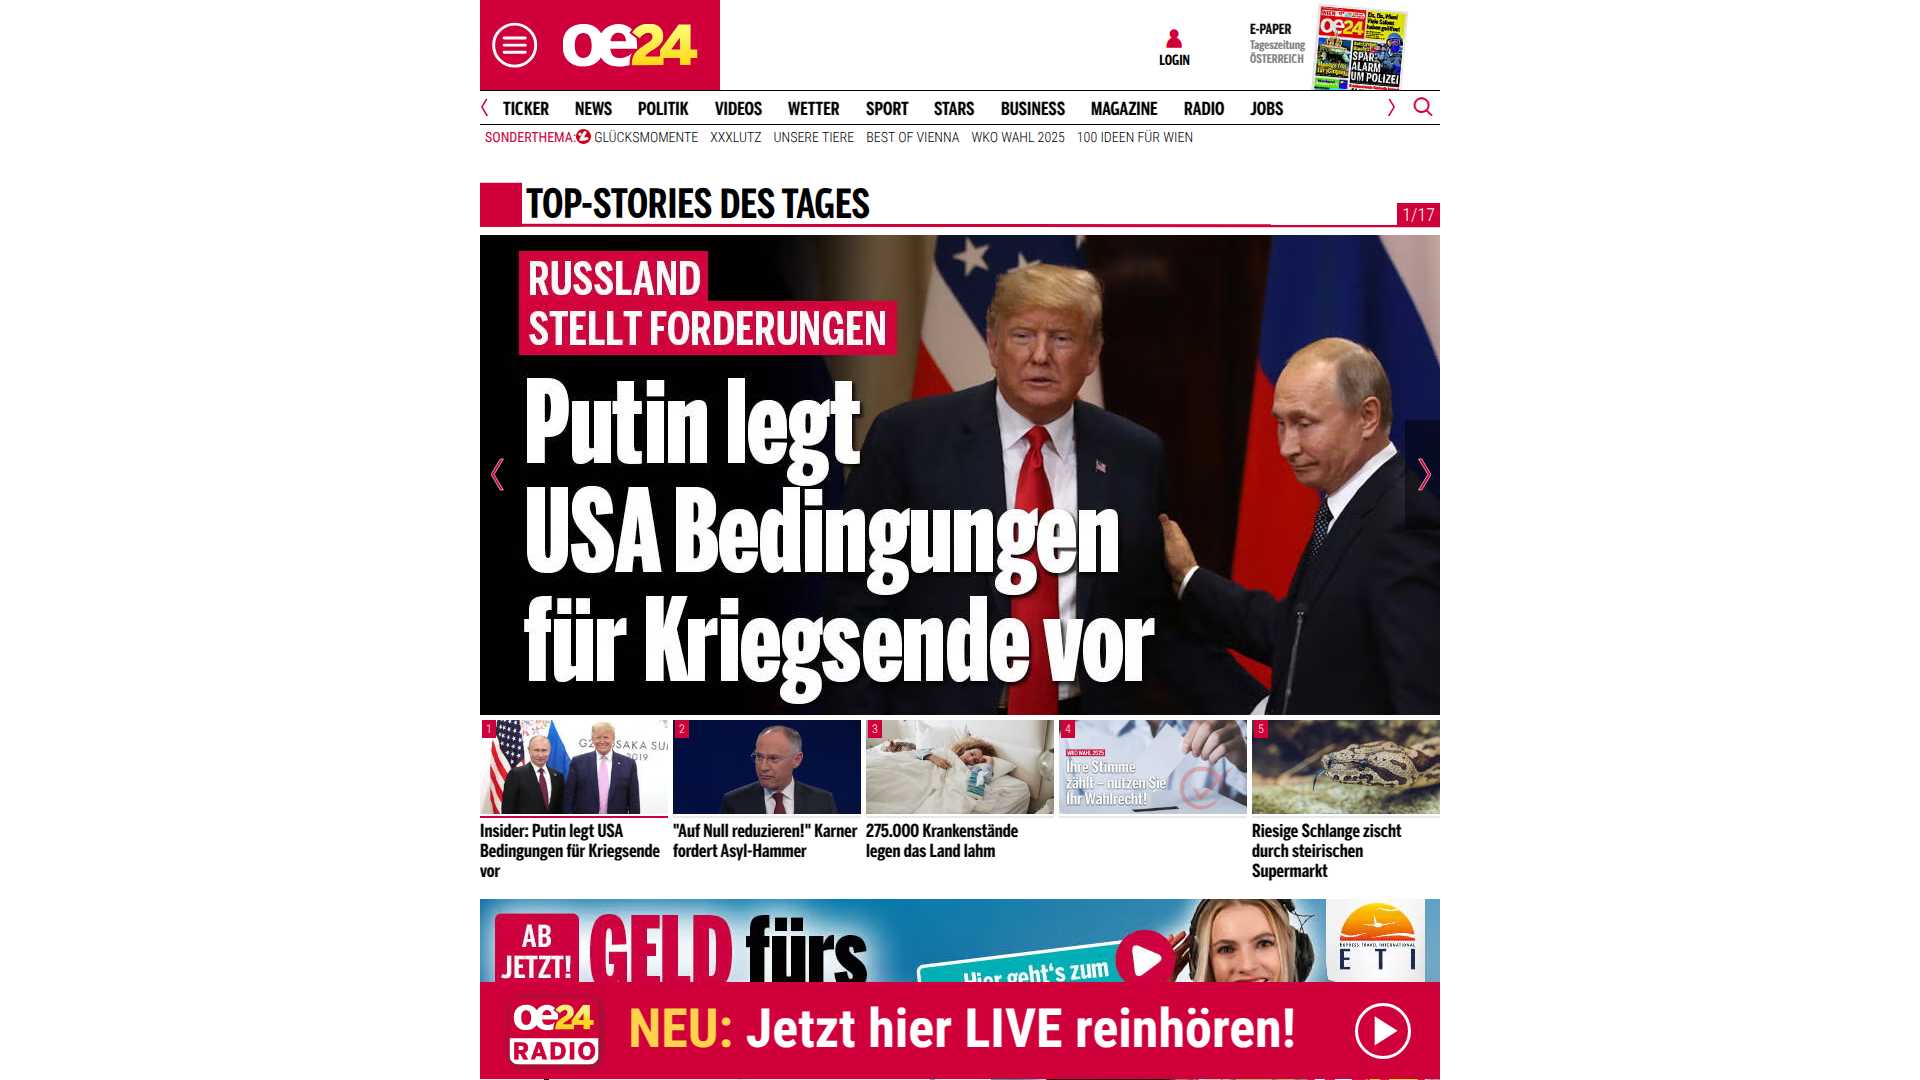 oe24
LOGIN
E-PAPER
Tageszeitung
ÖSTERREICH
oe24
SPAR-
ALARM
UM POLIZEI
TICKER NEWS POLITIK VIDEOS WETTER SPORT STARS BUSINESS MAGAZINE RADIO JOBS
SONDERTHEMA: GLÜCKSMOMENTE XXXLUTZ UNSERE TIERE BEST OF VIENNA WKO WAHL 2025 100 IDEEN FÜR WIEN
TOP-STORIES DES TAGES
1/17
RUSSLAND
STELLT FORDERUNGEN
Putin legt
USA Bedingungen
für Kriegsende vor
1
2
3
4
5
WKO WAHL 2025
Ihre Stimme
zählt – nutzen Sie
Ihr Wahlrecht!
Insider: Putin legt USA
Bedingungen für Kriegsende
vor
"Auf Null reduzieren!" Karner
fordert Asyl-Hammer
275.000 Krankenstände
legen das Land lahm
Riesige Schlange zischt
durch steirischen
Supermarkt
AB
JETZT!
GELD fürs
Hier geht's zum
EXPRESS TRAVEL INTERNATIONAL
ETI
oe24
RADIO
NEU: Jetzt hier LIVE reinhören!